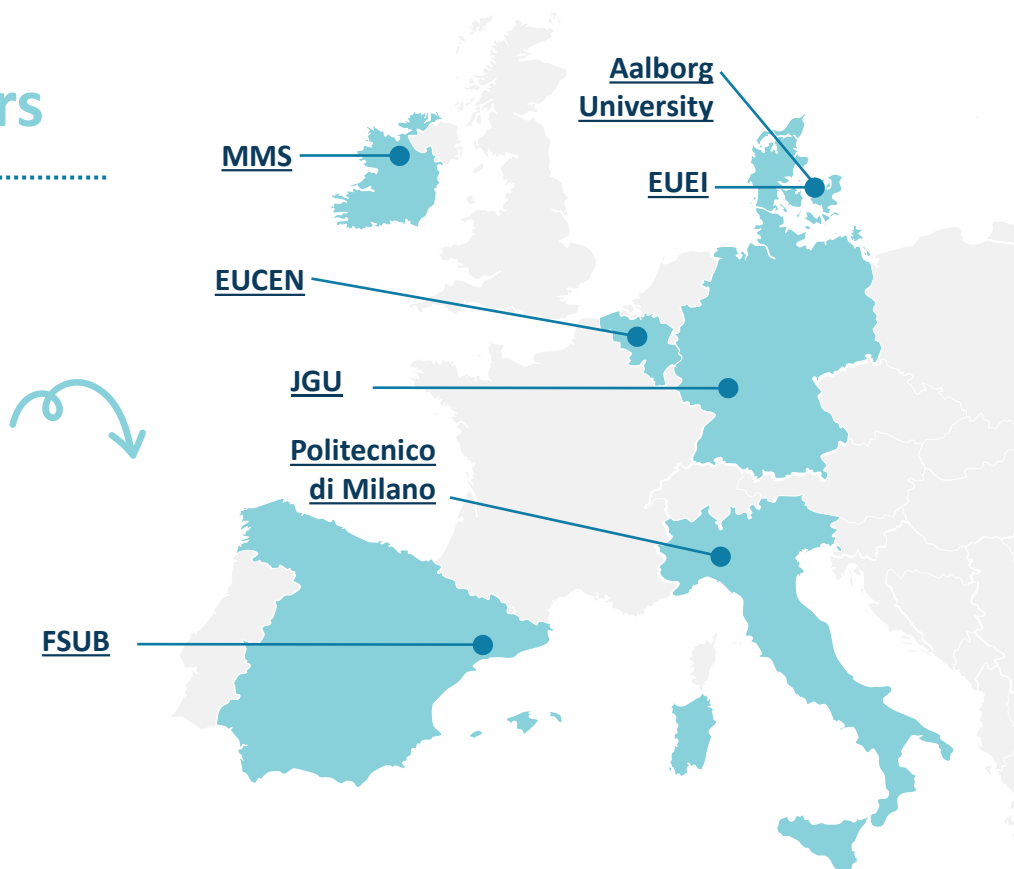 rs
Aalborg
University
MMS
EUEI
EUCEN
JGU
Politecnico
di Milano
FSUB